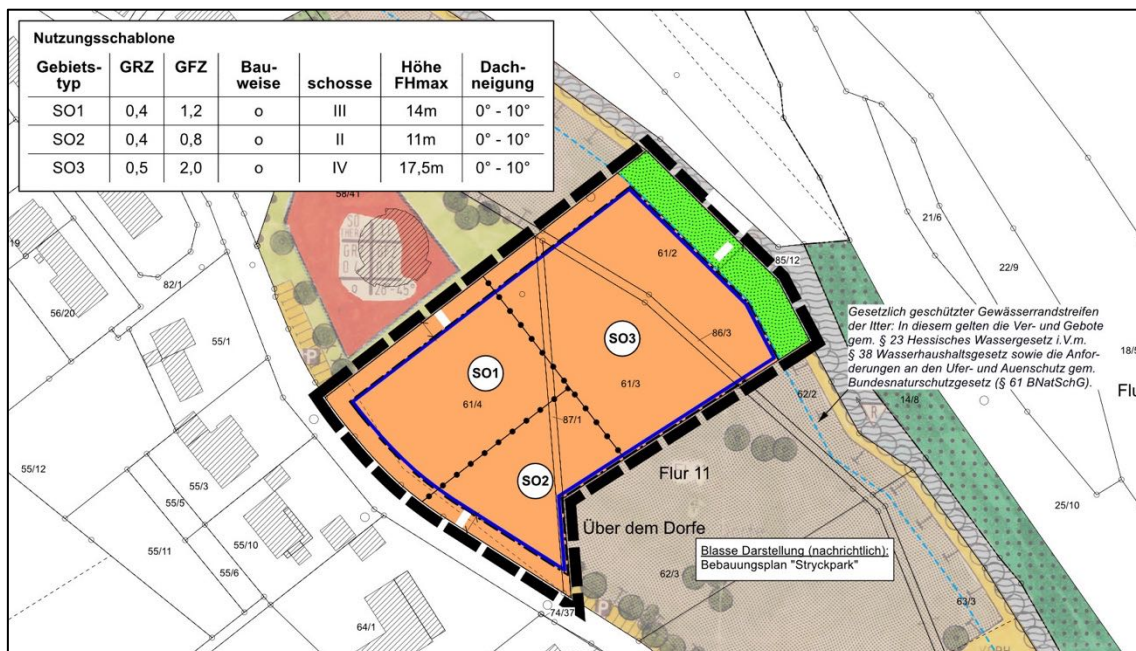 Nutzungsschablone
Gebiets-typ GRZ GFZ Bau-weise schosse Höhe FHmax Dach-neigung
SO1 0,4 1,2 o III 14m 0° - 10°
SO2 0,4 0,8 o II 11m 0° - 10°
SO3 0,5 2,0 o IV 17,5m 0° - 10°
58/41
19
82/1
56/20
55/1
61/2
85/12
21/6
22/9
86/3
SO3
SO1
61/3
61/4
87/1
SO2
Gesetzlich geschützter Gewässerrandstreifen
der Itter: In diesem gelten die Ver- und Gebote
gem. § 23 Hessisches Wassergesetz i.V.m.
§ 38 Wasserhaushaltsgesetz sowie die Anfor-
derungen an den Ufer- und Auenschutz gem.
Bundesnaturschutzgesetz (§ 61 BNatSchG).
18/5
Flu
62/2
14/8
R
55/12
55/3
55/5
55/11
55/10
55/6
Flur 11
25/10
Über dem Dorfe
Blasse Darstellung (nachrichtlich):
Bebauungsplan "Stryckpark"
62/3
63/3
74/37
64/1
P
P